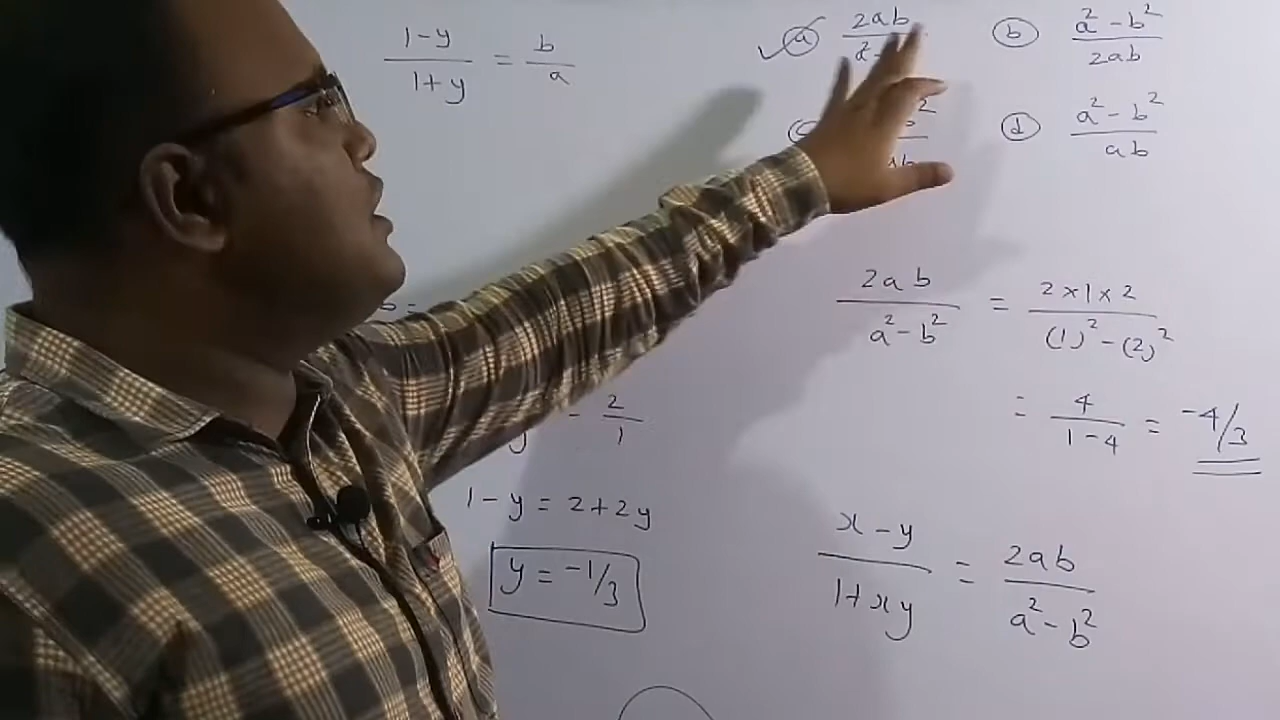 (1-y)/(1+y) = b/a
✓ (a) 2ab / a²-
(b) (a²-b²)/2ab
(c)
(d) (a²-b²)/ab
2ab/(a²-b²) = (2×1×2)/((1)²-(2)²)
= 4/(1-4) = -4/3
2/1
1-y = 2+2y
y = -1/3
(x-y)/(1+xy) = 2ab/(a²-b²)